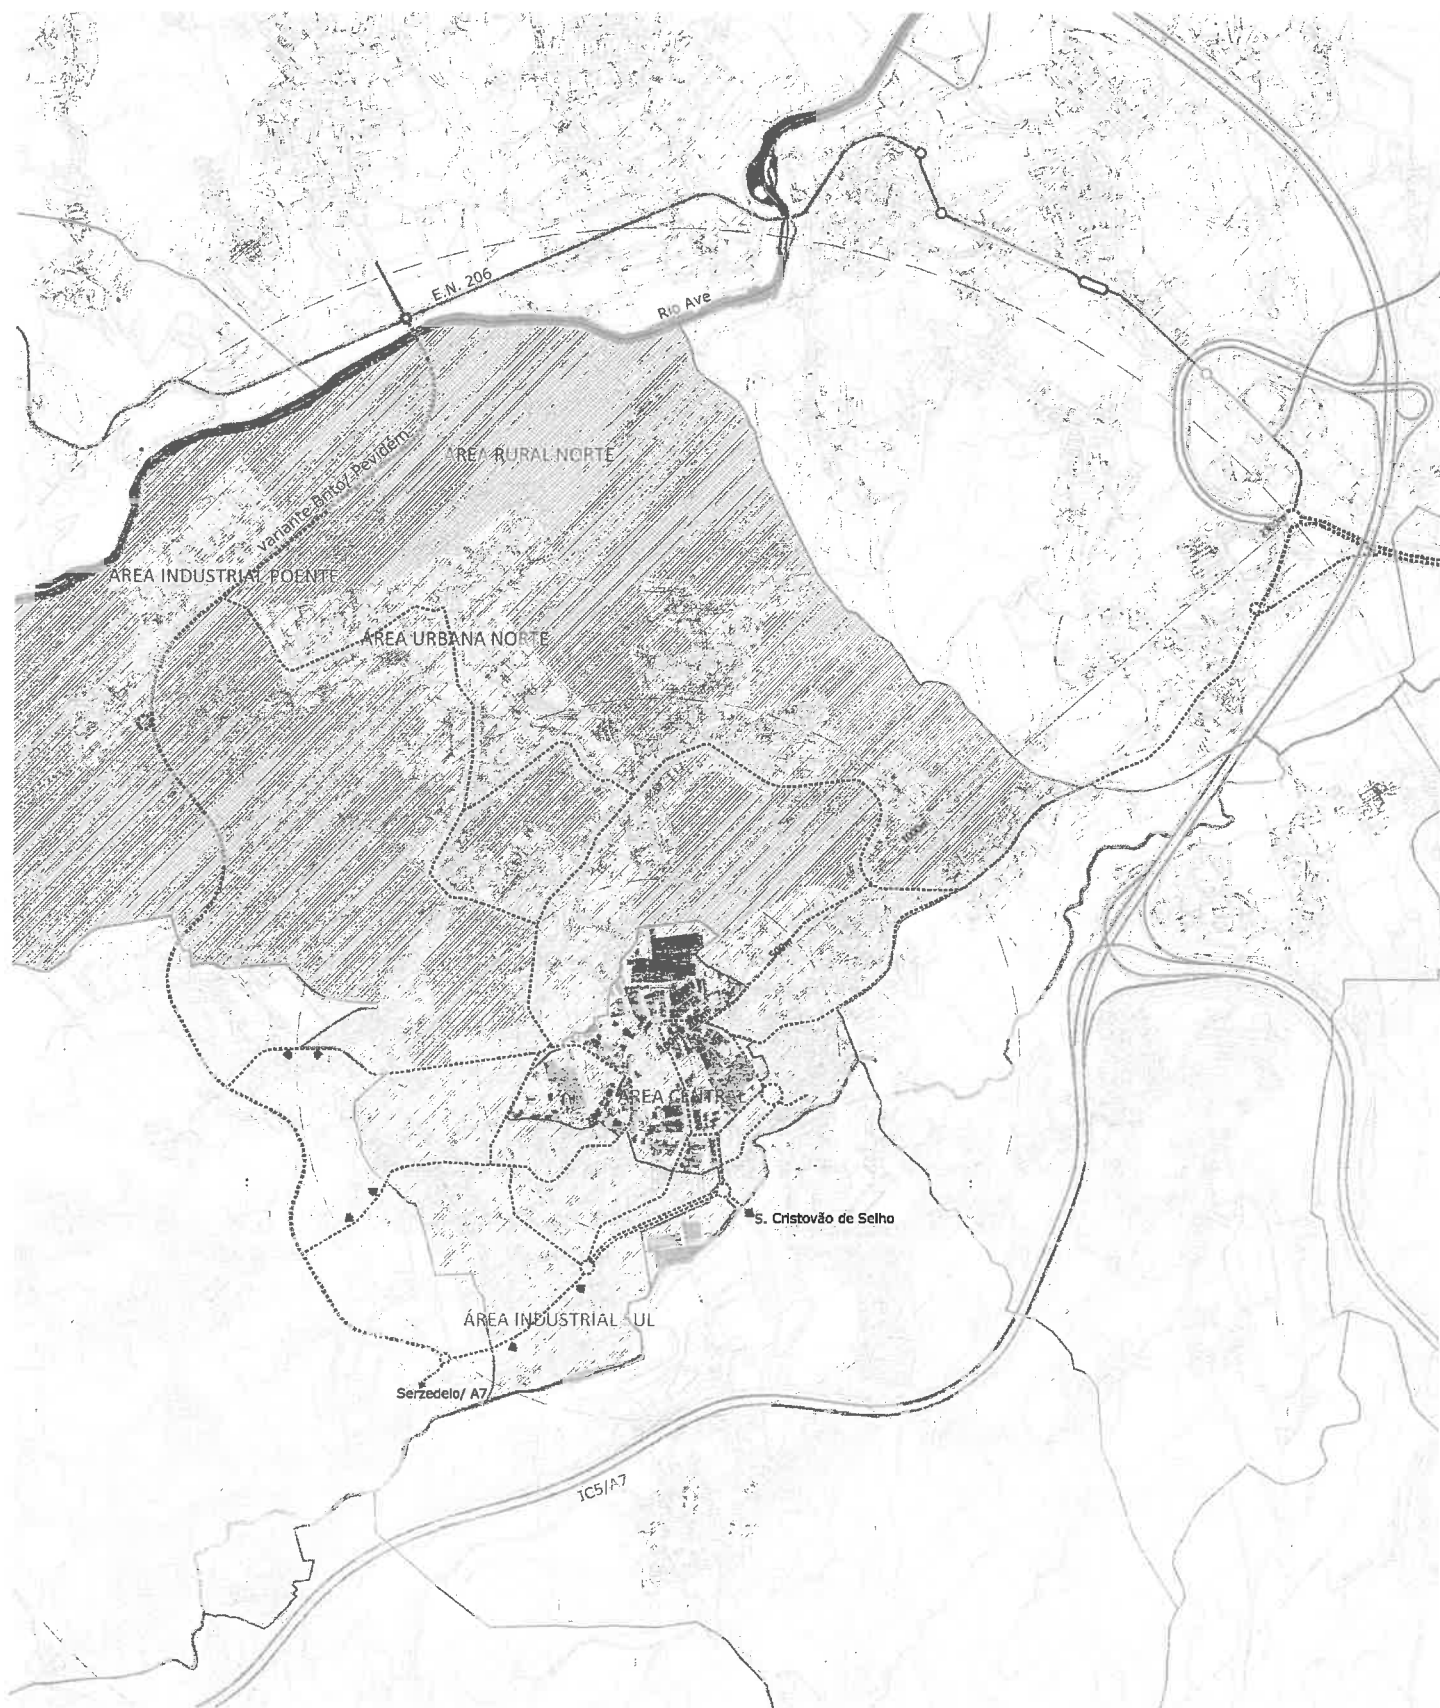 E.N. 206
Rio Ave
ÁREA RURAL NORTE
variante Brito/ Pevidém
ÁREA INDUSTRIAL POENTE
ÁREA URBANA NORTE
1000m
ÁREA CENTRAL
S. Cristovão de Selho
ÁREA INDUSTRIAL SUL
Serzedelo/ A7
IC5/A7